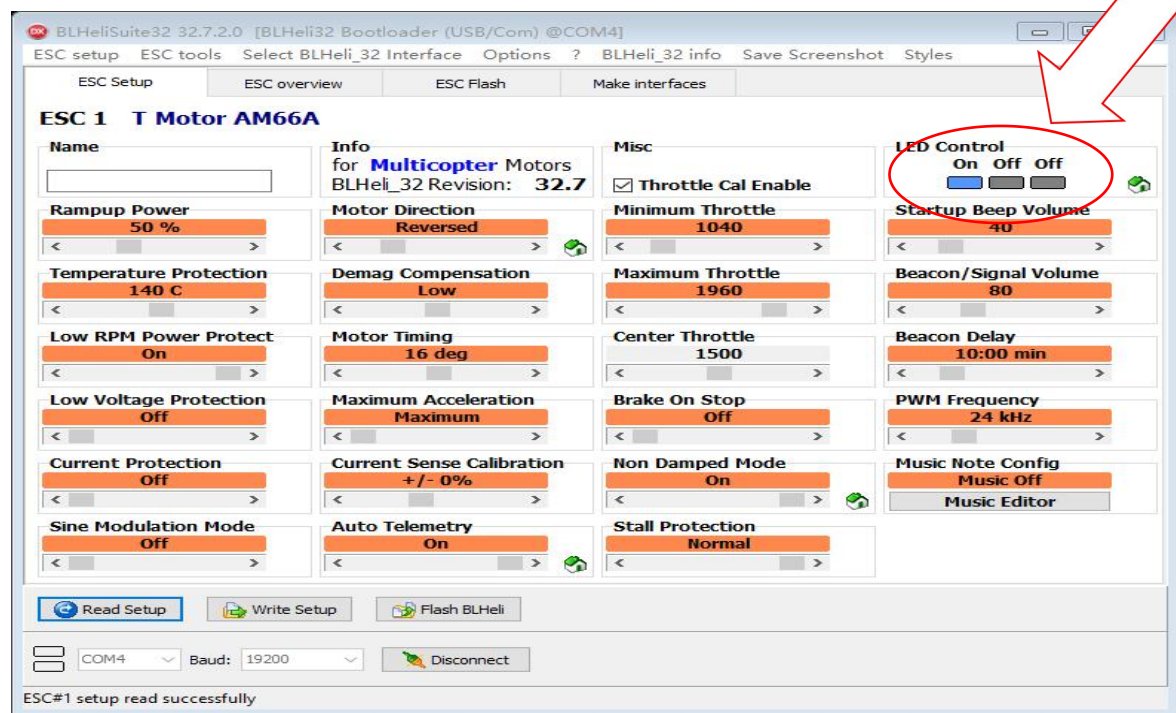 BLHeliSuite32 32.7.2.0 [BLHeli32 Bootloader (USB/Com) @COM4]
ESC setup ESC tools Select BLHeli_32 Interface Options ? BLHeli_32 info Save Screenshot Styles
ESC Setup ESC overview ESC Flash Make interfaces
ESC 1 T Motor AM66A
Name Info Misc LED Control
for Multicopter Motors On Off Off
BLHeli_32 Revision: 32.7 Throttle Cal Enable
Rampup Power Motor Direction Minimum Throttle Startup Beep Volume
50 % Reversed 1040 40
Temperature Protection Demag Compensation Maximum Throttle Beacon/Signal Volume
140 C Low 1960 80
Low RPM Power Protect Motor Timing Center Throttle Beacon Delay
On 16 deg 1500 10:00 min
Low Voltage Protection Maximum Acceleration Brake On Stop PWM Frequency
Off Maximum Off 24 kHz
Current Protection Current Sense Calibration Non Damped Mode Music Note Config
Off +/- 0% On Music Off
Music Editor
Sine Modulation Mode Auto Telemetry Stall Protection
Off On Normal
Read Setup Write Setup Flash BLHeli
COM4 Baud: 19200 Disconnect
ESC#1 setup read successfully